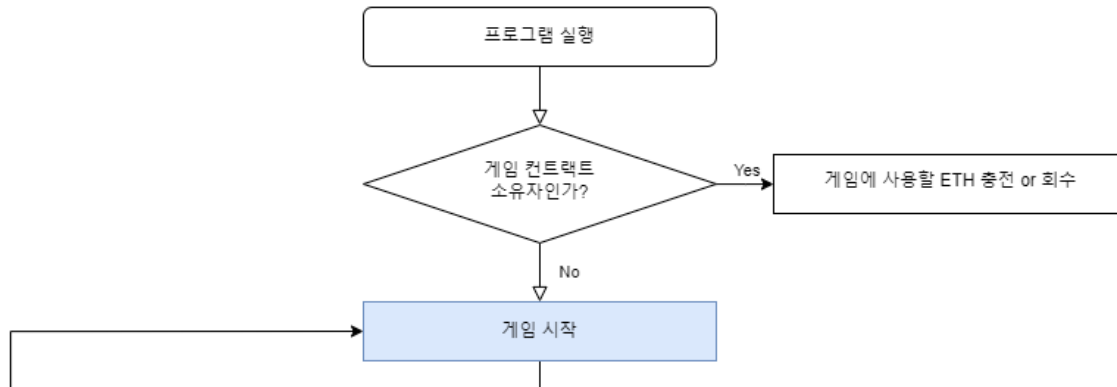 프로그램 실행
게임 컨트랙트
소유자인가?
Yes
게임에 사용할 ETH 충전 or 회수
No
게임 시작